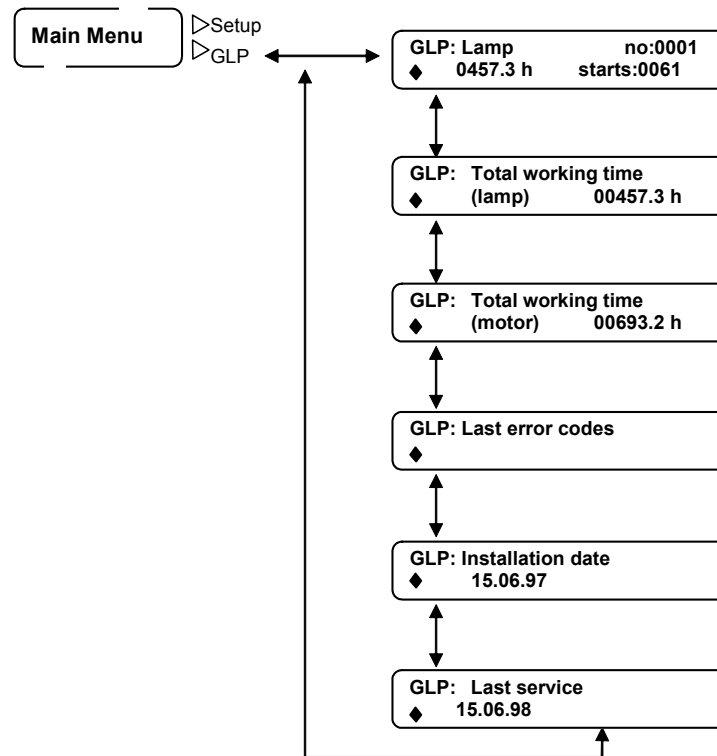 Main Menu
▷Setup
▷GLP
GLP: Lamp no:0001
♦ 0457.3 h starts:0061
GLP: Total working time
♦ (lamp) 00457.3 h
GLP: Total working time
♦ (motor) 00693.2 h
GLP: Last error codes
♦
GLP: Installation date
♦ 15.06.97
GLP: Last service
♦ 15.06.98